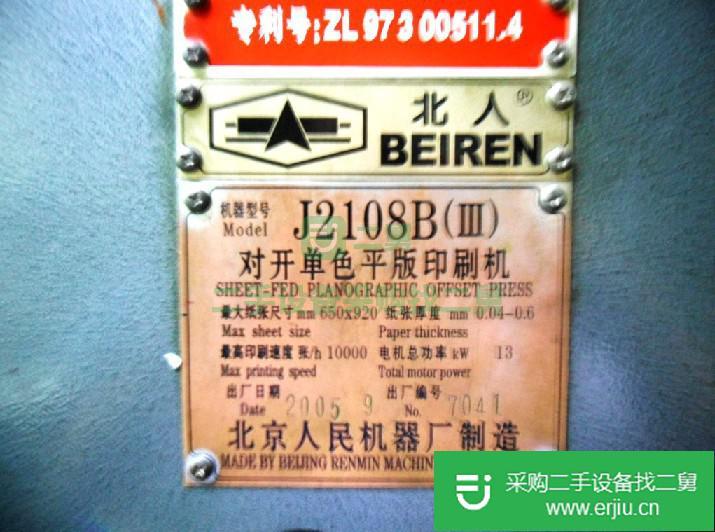 专利号:ZL 97 3 00511.4
北人®
BEIREN
机器型号
Model J2108B(III)
对开单色平版印刷机
SHEET-FED PLANOGRAPHIC OFFSET PRESS
最大纸张尺寸 mm 650x920 纸张厚度 mm 0.04-0.6
Max sheet size Paper thickness
最高印刷速度 张/h 10000 电机总功率 kW 13
Max printing speed Total motor power
出厂日期 出厂编号
Date 2005 9 No. 7041
北京人民机器厂制造
MADE BY BEIJING RENMIN MACHIN
二舅
采购二手设备找二舅
www.erjiu.cn